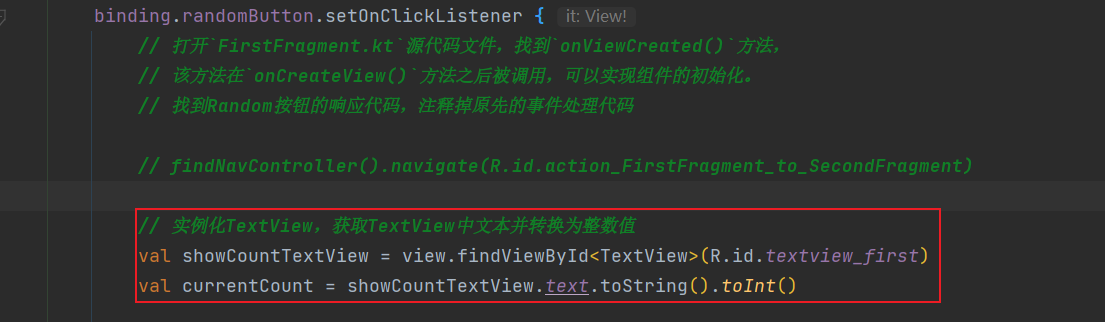 binding.randomButton.setOnClickListener { it: View!
// 打开`FirstFragment.kt`源代码文件，找到`onViewCreated()`方法，
// 该方法在`onCreateView()`方法之后被调用，可以实现组件的初始化。
// 找到Random按钮的响应代码，注释掉原先的事件处理代码
// findNavController().navigate(R.id.action_FirstFragment_to_SecondFragment)
// 实例化TextView，获取TextView中文本并转换为整数值
val showCountTextView = view.findViewById<TextView>(R.id.textview_first)
val currentCount = showCountTextView.text.toString().toInt()